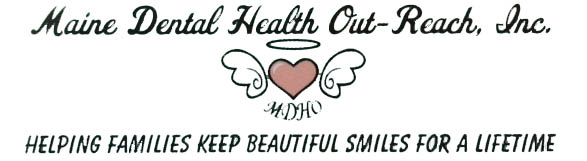 Maine Dental Health Out-Reach, Inc.
MDHO
HELPING FAMILIES KEEP BEAUTIFUL SMILES FOR A LIFETIME